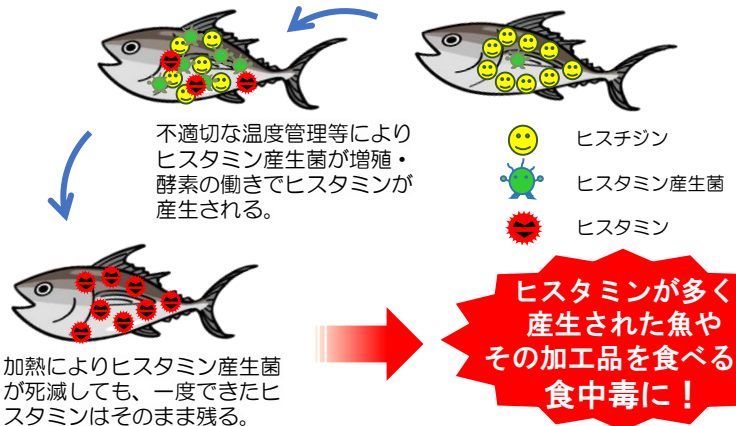 不適切な温度管理等により
ヒスタミン産生菌が増殖・
酵素の働きでヒスタミンが
産生される。
ヒスチジン
ヒスタミン産生菌
ヒスタミン
加熱によりヒスタミン産生菌
が死滅しても、一度できたヒ
スタミンはそのまま残る。
ヒスタミンが多く
産生された魚や
その加工品を食べる
食中毒に！